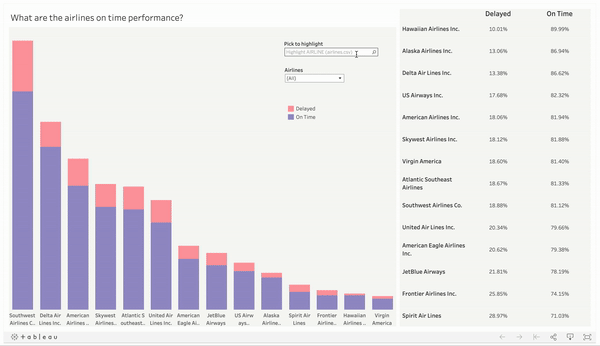 What are the airlines on time performance?
Pick to highlight
Highlight AIRLINE (airlines.csv)
Airlines
(All)
Delayed
On Time
Southwest
Airlines C..
Delta Air
Lines Inc.
American
Airlines ..
Skywest
Airlines..
Atlantic S
outheast..
United Air
Lines Inc.
American
Eagle Ai..
JetBlue
Airways
US Airw
ays..
Alaska
Airline..
Spirit Air
Lines
Frontier
Airline..
Hawaiian
Airlines ..
Virgin
America
Delayed On Time
Hawaiian Airlines Inc. 10.01% 89.99%
Alaska Airlines Inc. 13.06% 86.94%
Delta Air Lines Inc. 13.38% 86.62%
US Airways Inc. 17.68% 82.32%
American Airlines Inc. 18.06% 81.94%
Skywest Airlines Inc. 18.12% 81.88%
Virgin America 18.60% 81.40%
Atlantic Southeast
Airlines 18.67% 81.33%
Southwest Airlines Co. 18.88% 81.12%
United Air Lines Inc. 20.34% 79.66%
American Eagle Airlines
Inc. 20.62% 79.38%
JetBlue Airways 21.81% 78.19%
Frontier Airlines Inc. 25.85% 74.15%
Spirit Air Lines 28.97% 71.03%
tableau